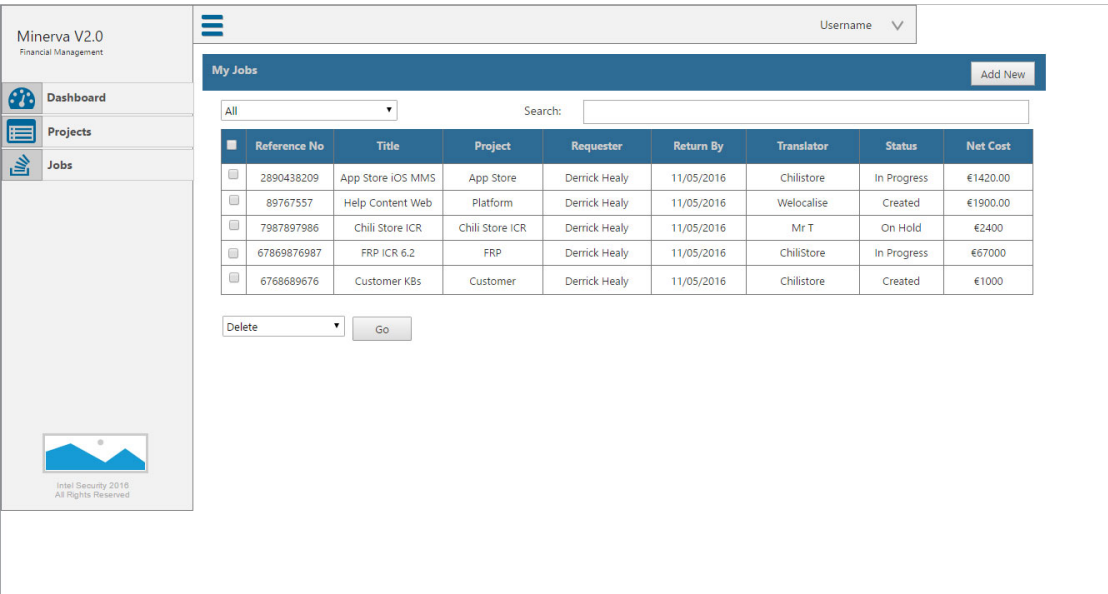 Minerva V2.0
Financial Management
Username
Dashboard
Projects
Jobs
My Jobs
Add New
All
Search:
Reference No Title Project Requester Return By Translator Status Net Cost
2890438209 App Store iOS MMS App Store Derrick Healy 11/05/2016 Chilistore In Progress €1420.00
89767557 Help Content Web Platform Derrick Healy 11/05/2016 Welocalise Created €1900.00
7987897986 Chili Store ICR Chili Store ICR Derrick Healy 11/05/2016 Mr T On Hold €2400
67869876987 FRP ICR 6.2 FRP Derrick Healy 11/05/2016 ChiliStore In Progress €67000
6768689676 Customer KBs Customer Derrick Healy 11/05/2016 Chilistore Created €1000
Delete Go
Intel Security 2016
All Rights Reserved